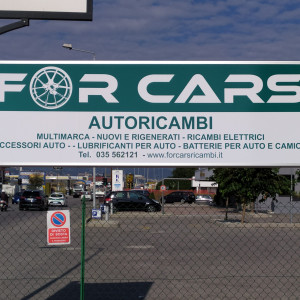 FOR CARS
AUTORICAMBI
MULTIMARCA - NUOVI E RIGENERATI - RICAMBI ELETTRICI
ACCESSORI AUTO - - LUBRIFICANTI PER AUTO - BATTERIE PER AUTO E CAMION
Tel. 035 562121 - www.forcarsricambi.it